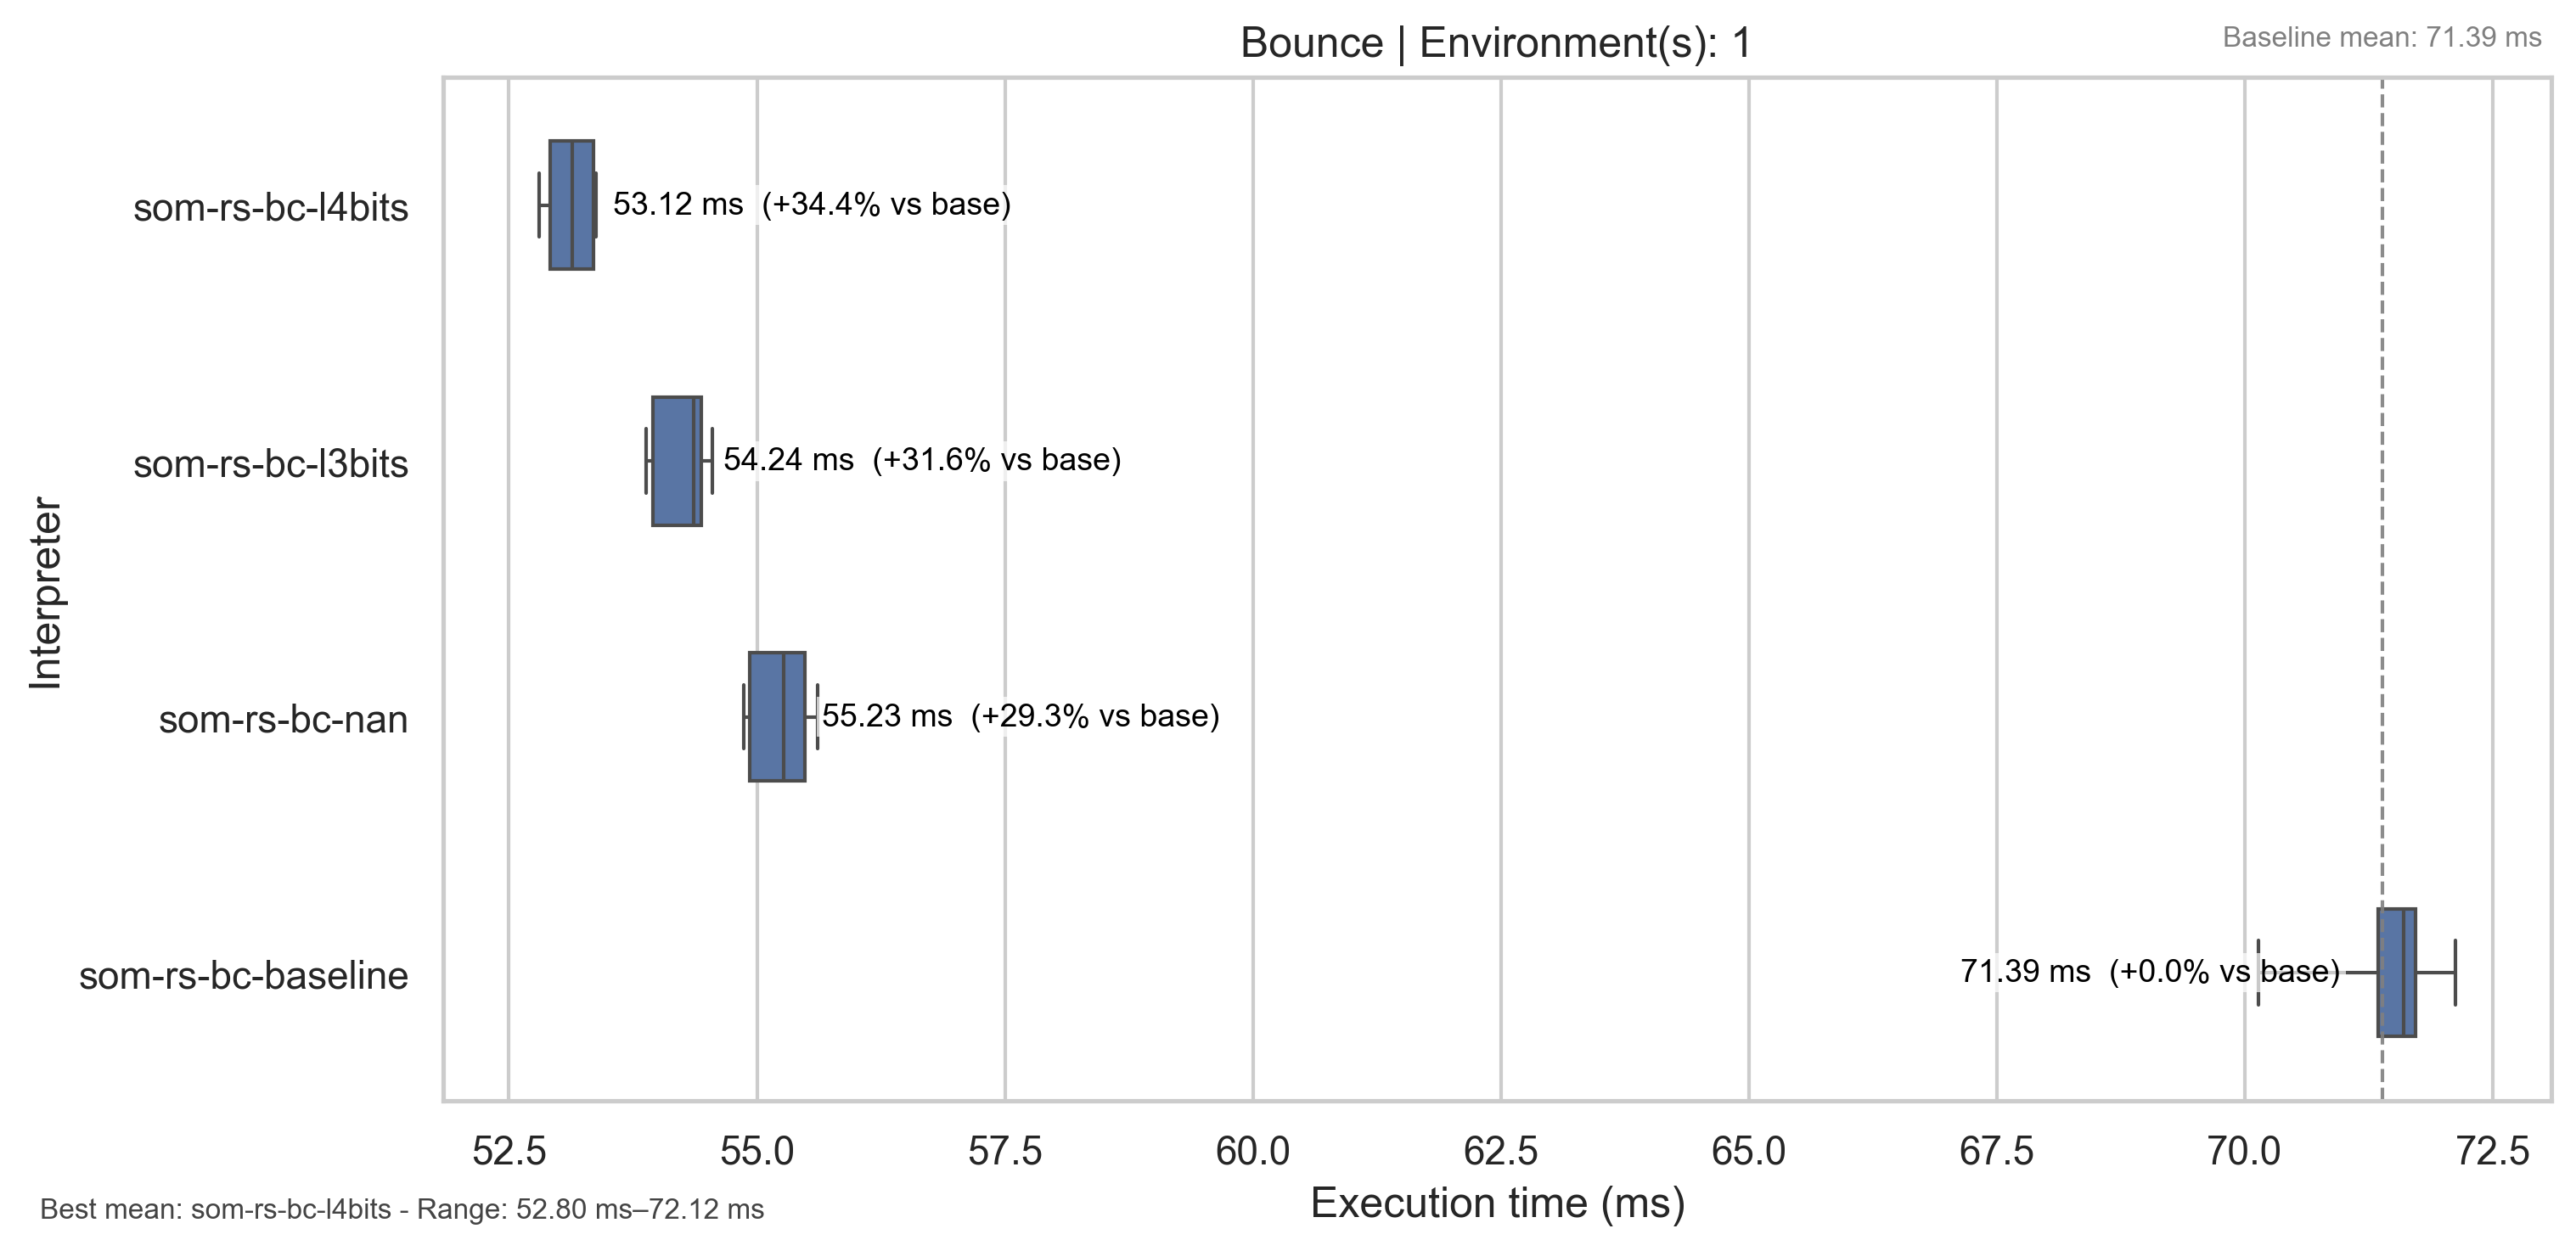 Bounce | Environment(s): 1
Baseline mean: 71.39 ms
Interpreter
som-rs-bc-l4bits
53.12 ms (+34.4% vs base)
som-rs-bc-l3bits
54.24 ms (+31.6% vs base)
som-rs-bc-nan
55.23 ms (+29.3% vs base)
som-rs-bc-baseline
71.39 ms (+0.0% vs base)
52.5 55.0 57.5 60.0 62.5 65.0 67.5 70.0 72.5
Execution time (ms)
Best mean: som-rs-bc-l4bits - Range: 52.80 ms–72.12 ms